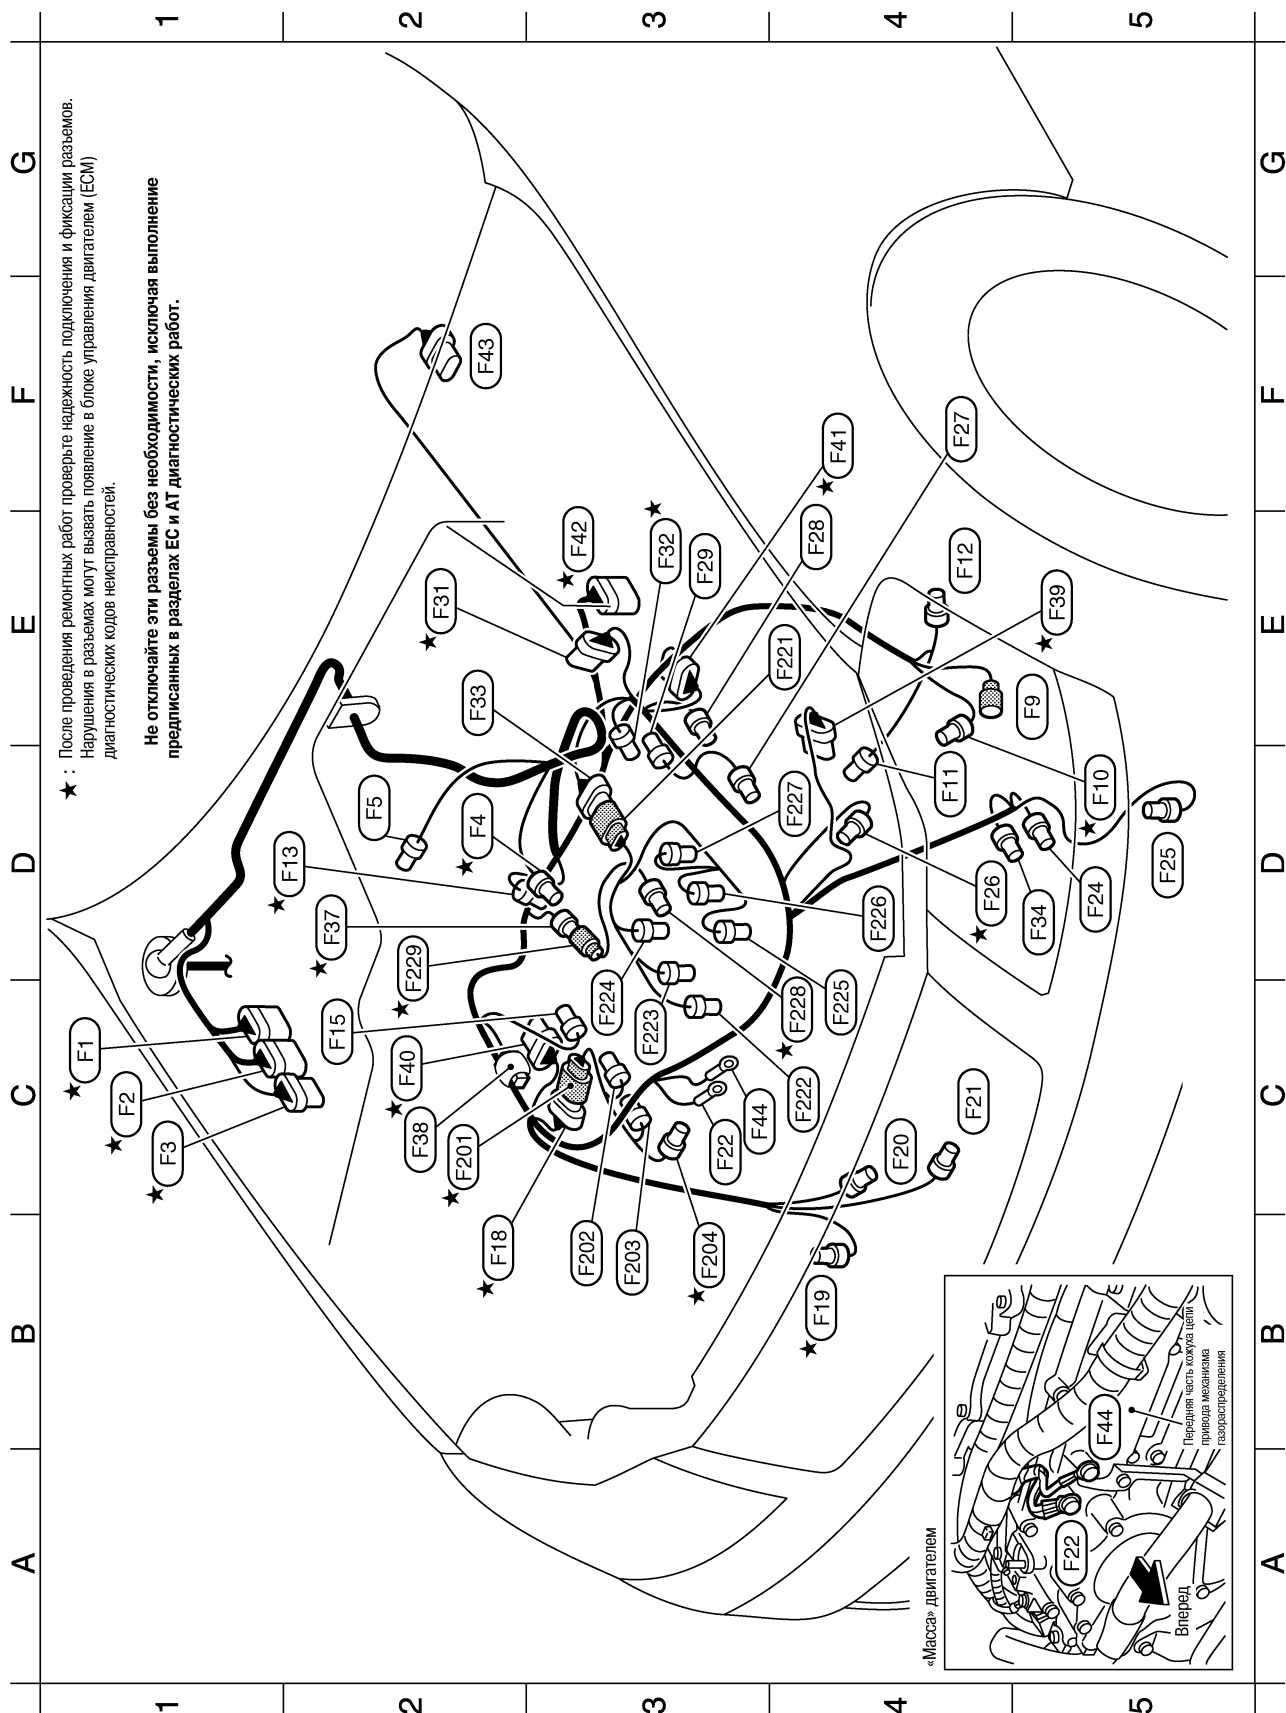 ★ : После проведения ремонтных работ проверьте надежность подключения и фиксации разъемов.
Нарушения в разъемах могут вызвать появление в блоке управления двигателем (ECM)
диагностических кодов неисправностей.
Не отключайте эти разъемы без необходимости, исключая выполнение
предписанных в разделах EC и AT диагностических работ.
A B C D E F G
1
2
3
4
5
★ F1
★ F2
★ F3
★ F13
★ F37
★ F229
F15
★ F40
F38
★ F201
★ F18
F5
★ F4
F33
★ F31
F43
★ F42
★ F32
F29
★ F41
F28
F27
F221
F227
F226
F225
★ F228
F224
F223
F222
F202
F203
★ F204
F22
F44
F12
★ F39
F9
★ F10
F11
★ F26
F34
F24
F25
F21
F20
★ F19
«Масса» двигателем
F22
F44
Вперед
Передняя часть кожуха цепи
привода механизма
газораспределения
A B C D E F G